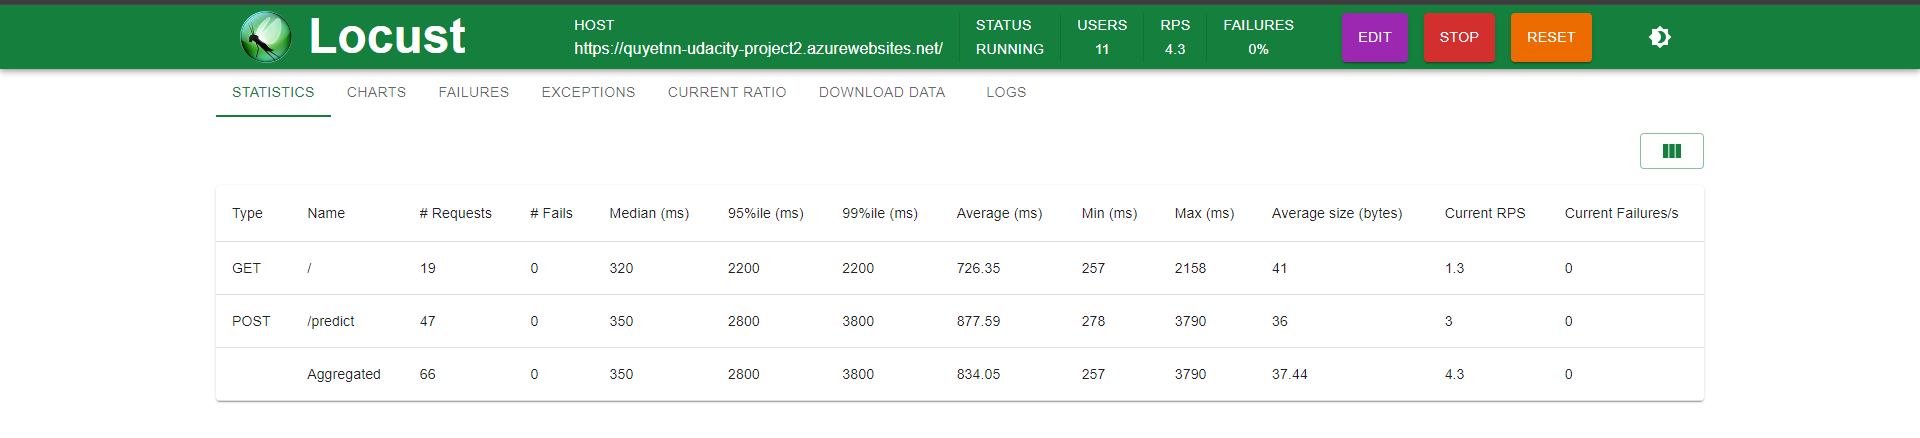 Locust
HOST
https://quyetnn-udacity-project2.azurewebsites.net/
STATUS
RUNNING
USERS
11
RPS
4.3
FAILURES
0%
EDIT
STOP
RESET
STATISTICS CHARTS FAILURES EXCEPTIONS CURRENT RATIO DOWNLOAD DATA LOGS
Type Name # Requests # Fails Median (ms) 95%ile (ms) 99%ile (ms) Average (ms) Min (ms) Max (ms) Average size (bytes) Current RPS Current Failures/s
GET / 19 0 320 2200 2200 726.35 257 2158 41 1.3 0
POST /predict 47 0 350 2800 3800 877.59 278 3790 36 3 0
Aggregated 66 0 350 2800 3800 834.05 257 3790 37.44 4.3 0